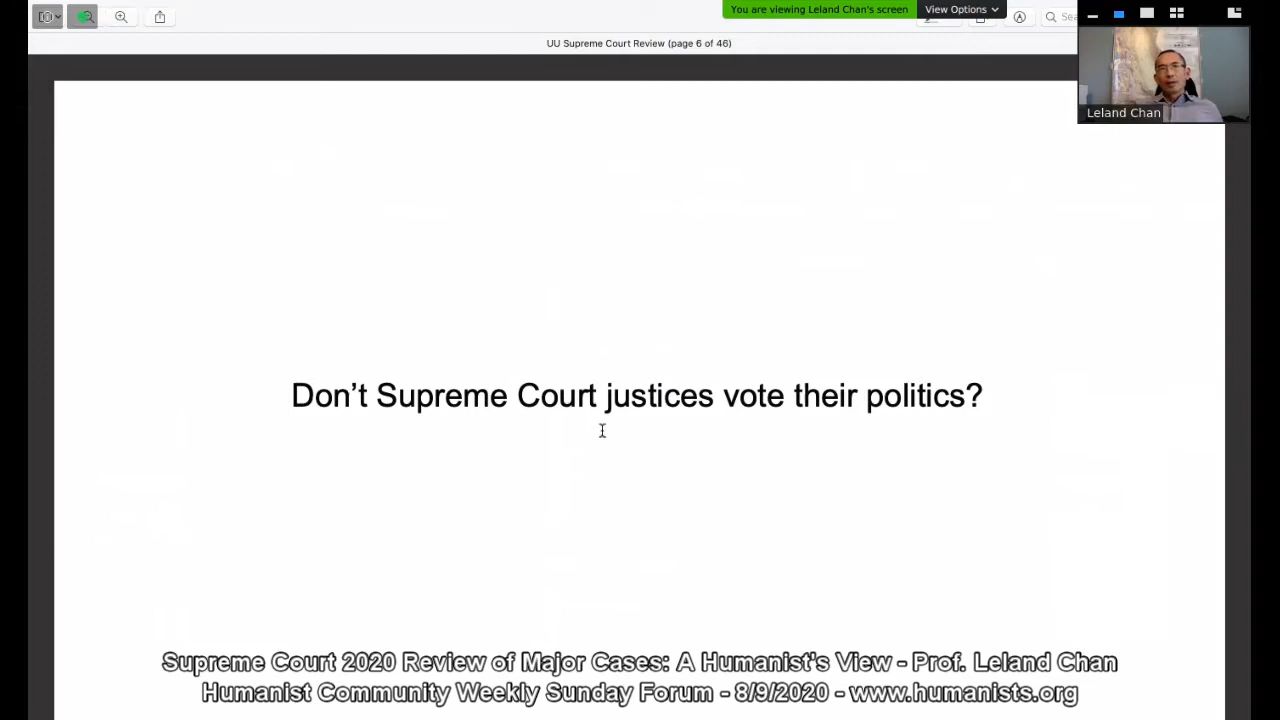 You are viewing Leland Chan's screen
View Options
UU Supreme Court Review (page 6 of 46)
Leland Chan
Don't Supreme Court justices vote their politics?
Supreme Court 2020 Review of Major Cases: A Humanist's View - Prof. Leland Chan
Humanist Community Weekly Sunday Forum - 8/9/2020 - www.humanists.org